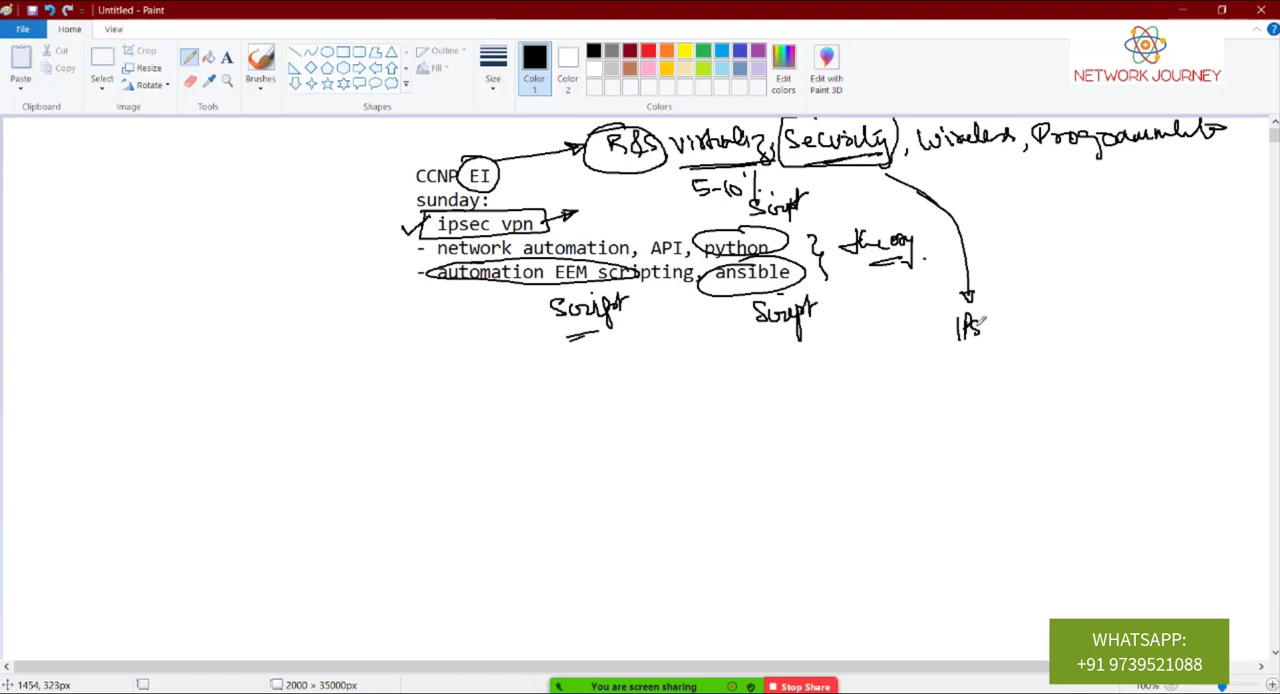 Untitled - Paint
File Home View
Paste
Cut
Copy
Clipboard
Select
Crop
Resize
Rotate
Image
Tools
Brushes
Shapes
Outline
Fill
Size
Color 1
Color 2
Colors
Edit colors
Edit with Paint 3D
NETWORK JOURNEY
R&S Security, Wireless,
CCNP EI
5-10%
sunday:
Script
ipsec vpn
- network automation, API, python
theory.
- automation EEM scripting, ansible
Script Script
IPS
WHATSAPP:
+91 9739521088
1454, 323px
2000 × 35000px
You are screen sharing
Stop Share
100%